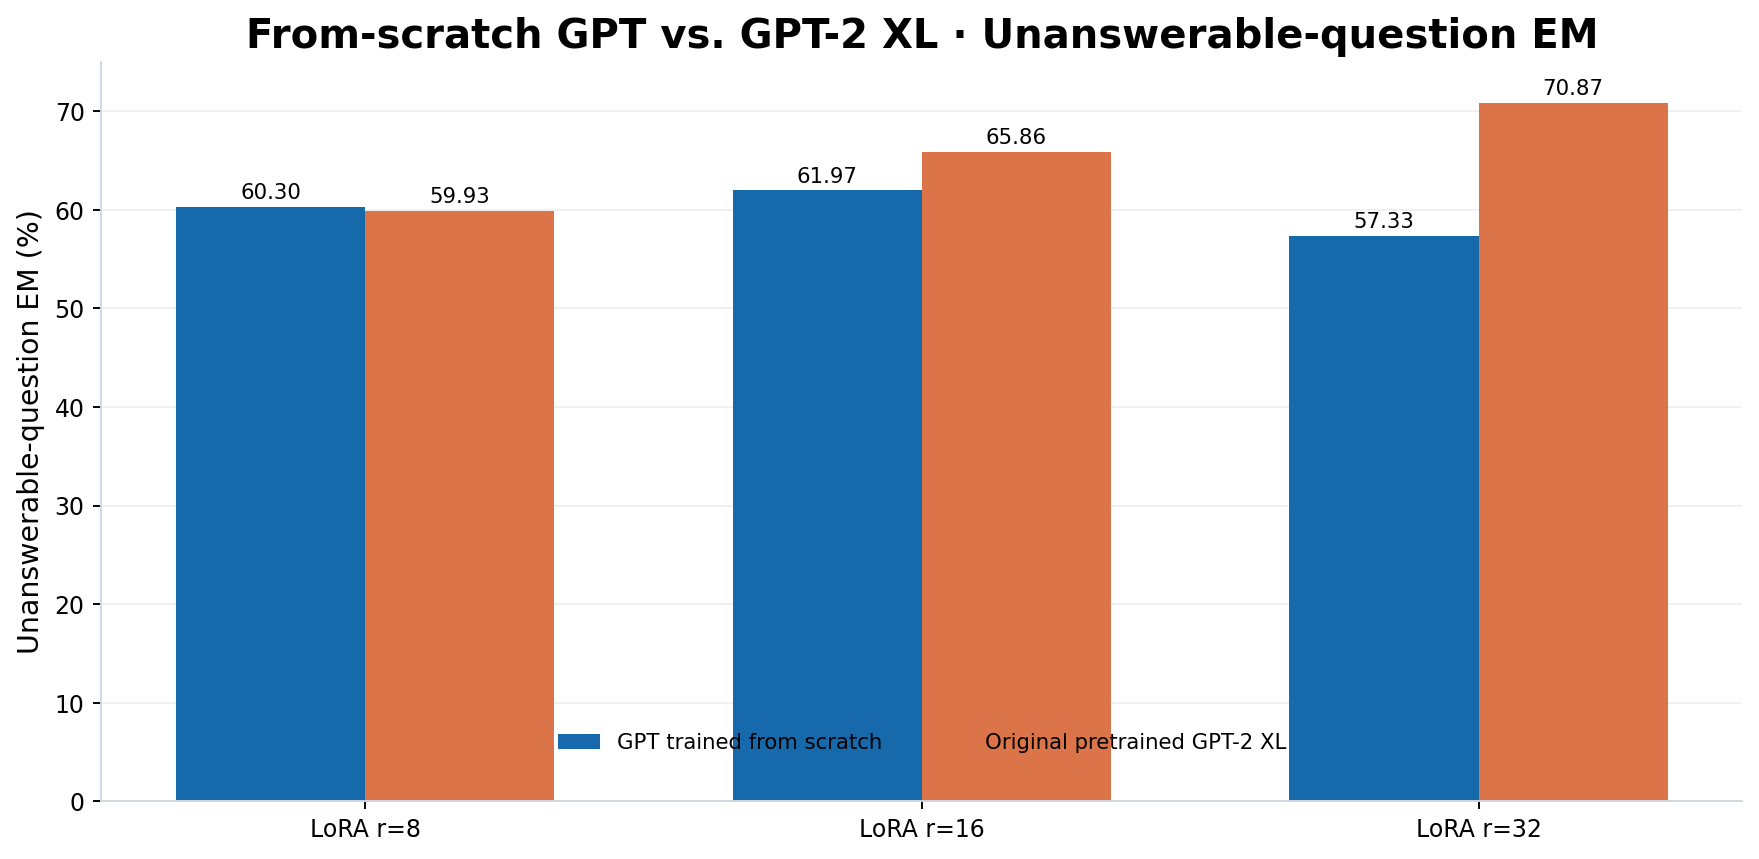 From-scratch GPT vs. GPT-2 XL · Unanswerable-question EM
Unanswerable-question EM (%)
70
60
50
40
30
20
10
0
60.30
59.93
61.97
65.86
57.33
70.87
GPT trained from scratch
Original pretrained GPT-2 XL
LoRA r=8
LoRA r=16
LoRA r=32